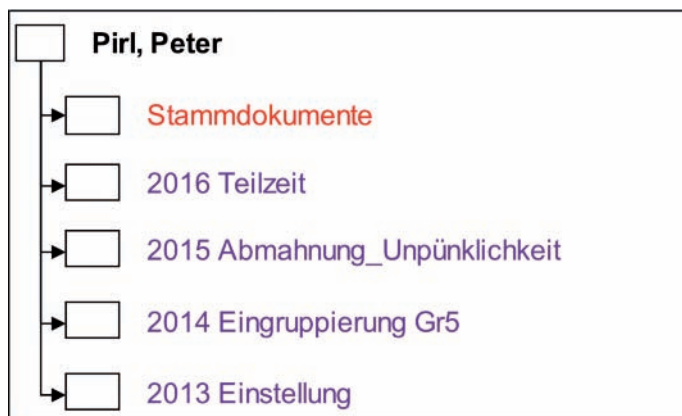 Pirl, Peter
Stammdokumente
2016 Teilzeit
2015 Abmahnung_Unpünklichkeit
2014 Eingruppierung Gr5
2013 Einstellung